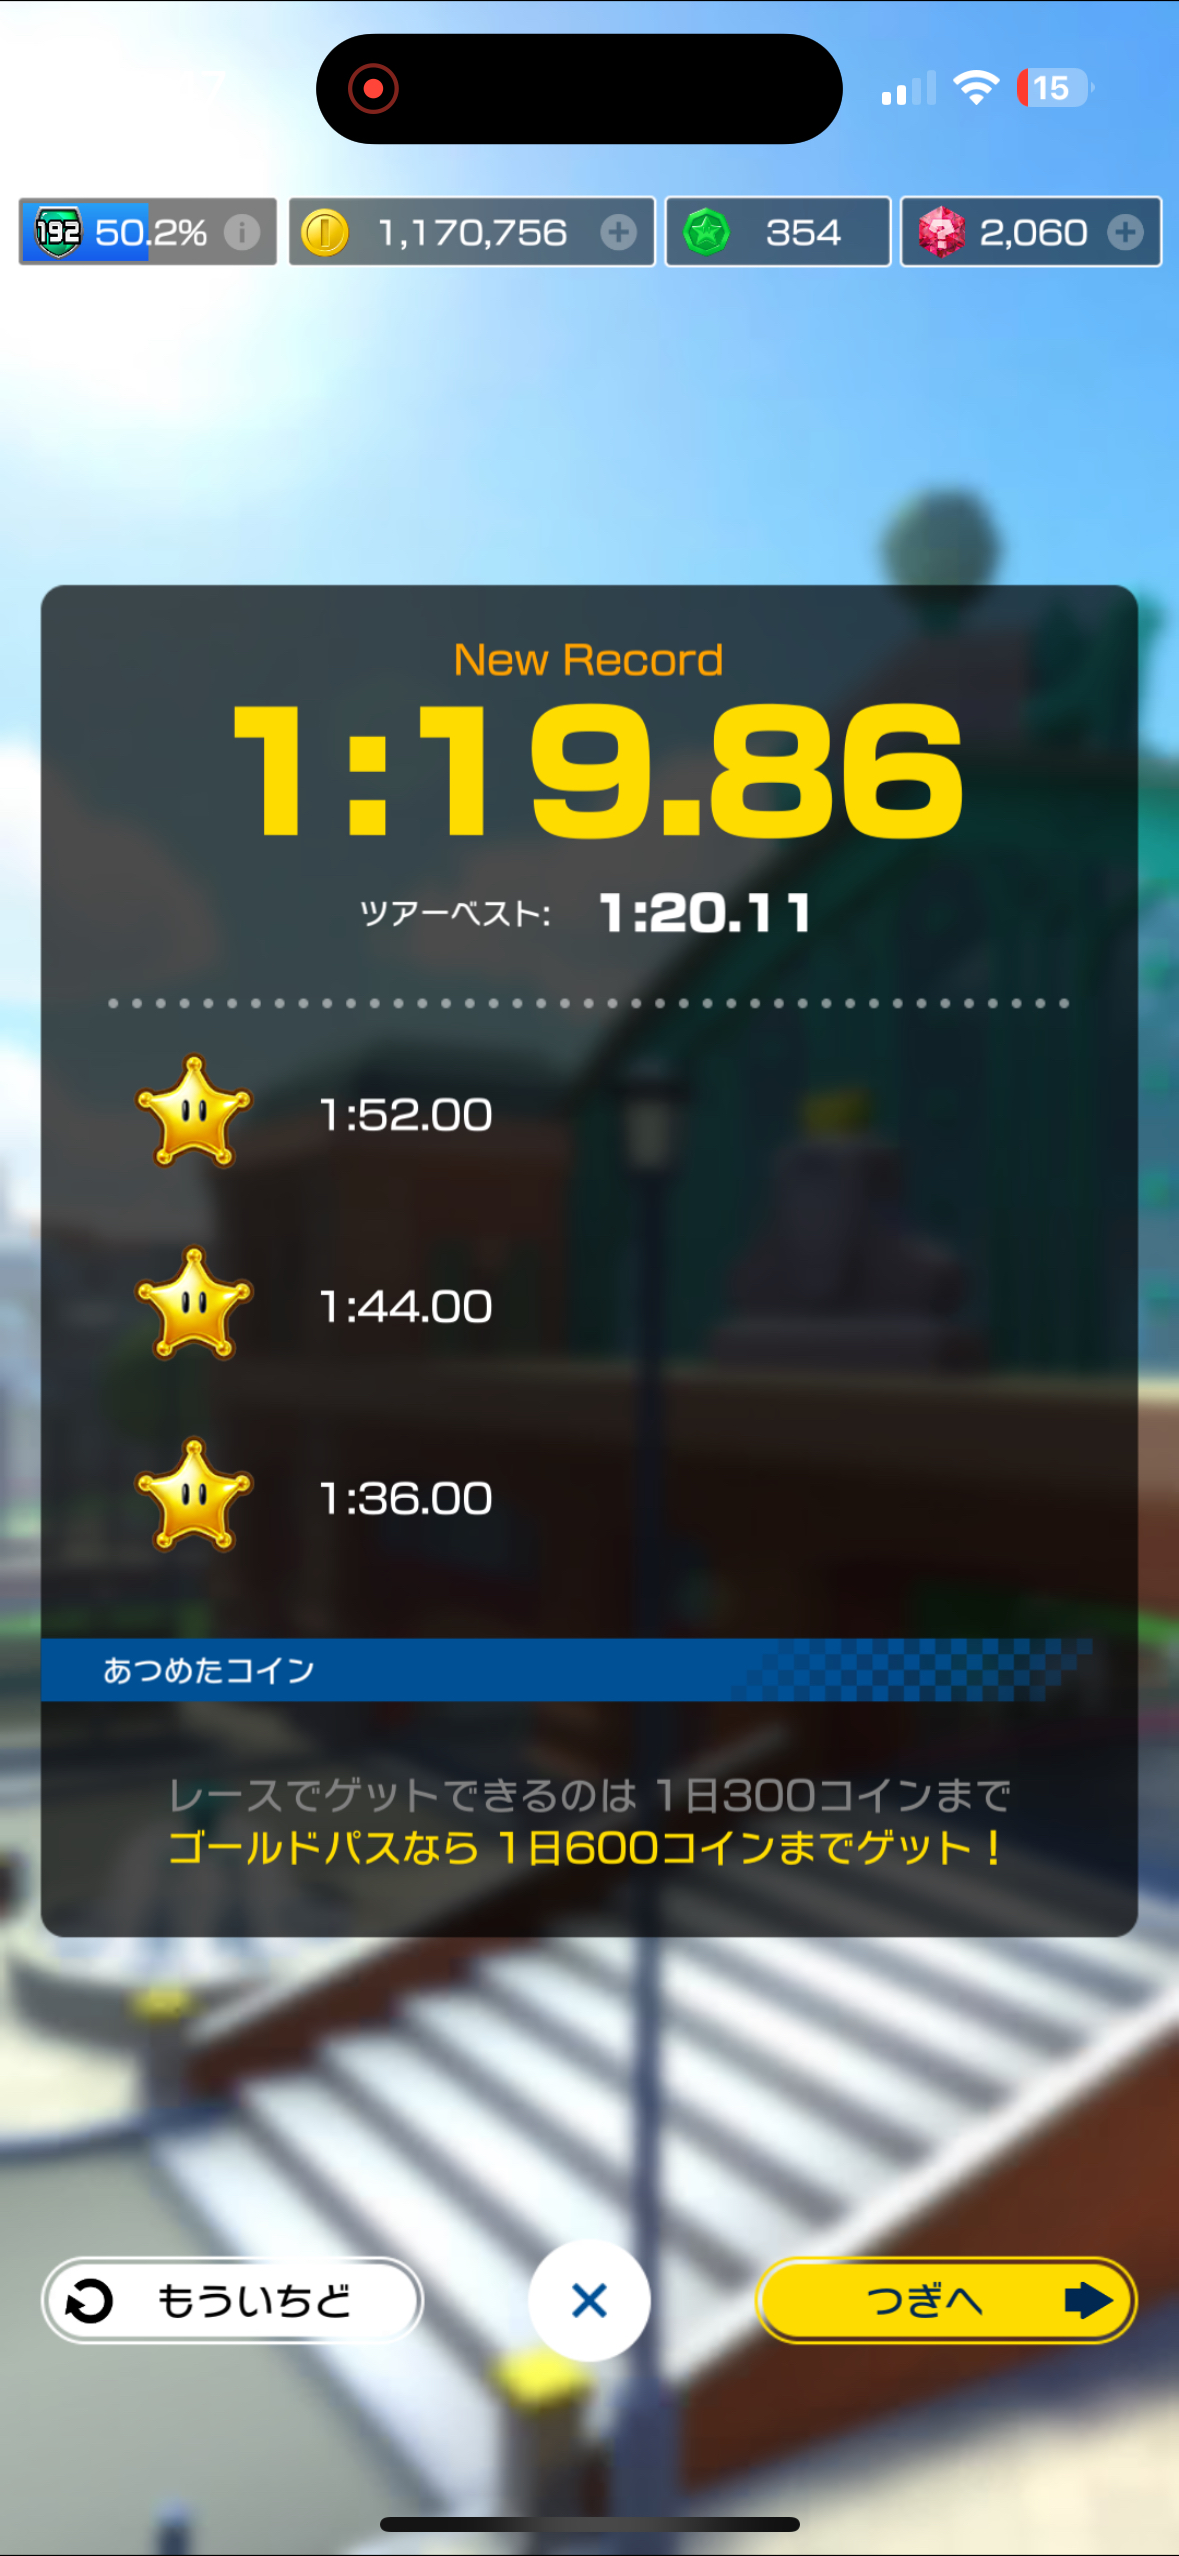 15
192 50.2% 1,170,756 354 2,060
New Record
1:19.86
ツアーベスト: 1:20.11
1:52.00
1:44.00
1:36.00
あつめたコイン
レースでゲットできるのは 1日300コインまで
ゴールドパスなら 1日600コインまでゲット!
もういちど つぎへ